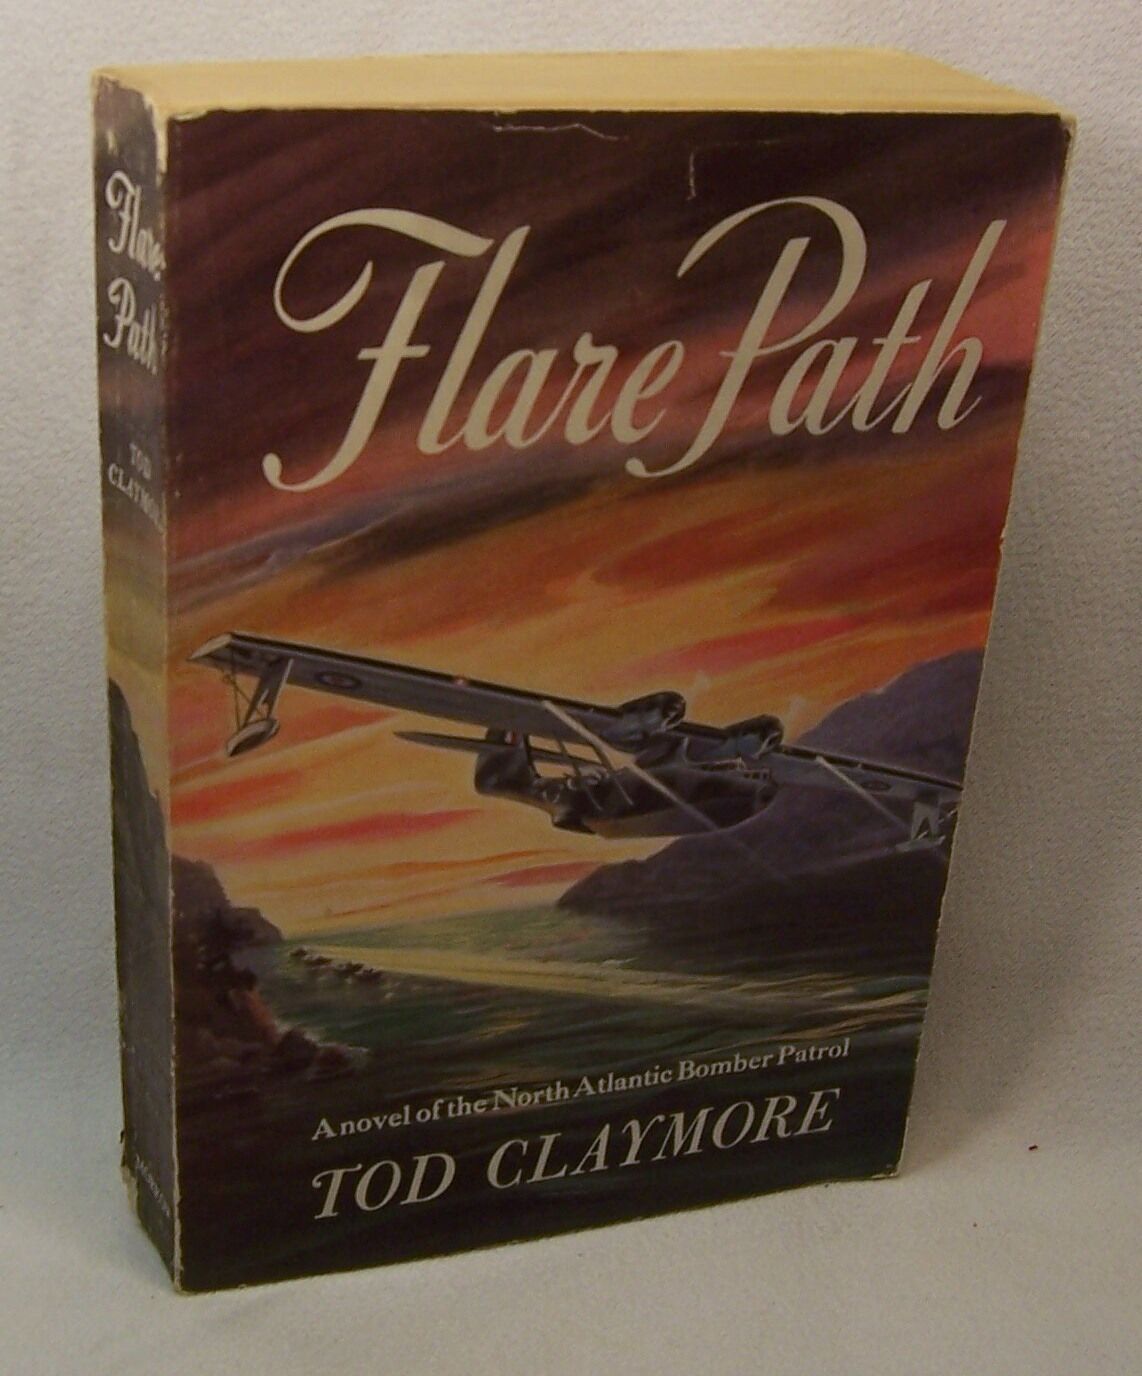 Flare
Path
TOD
CLAYMORE
Flare Path
A novel of the North Atlantic Bomber Patrol
TOD CLAYMORE